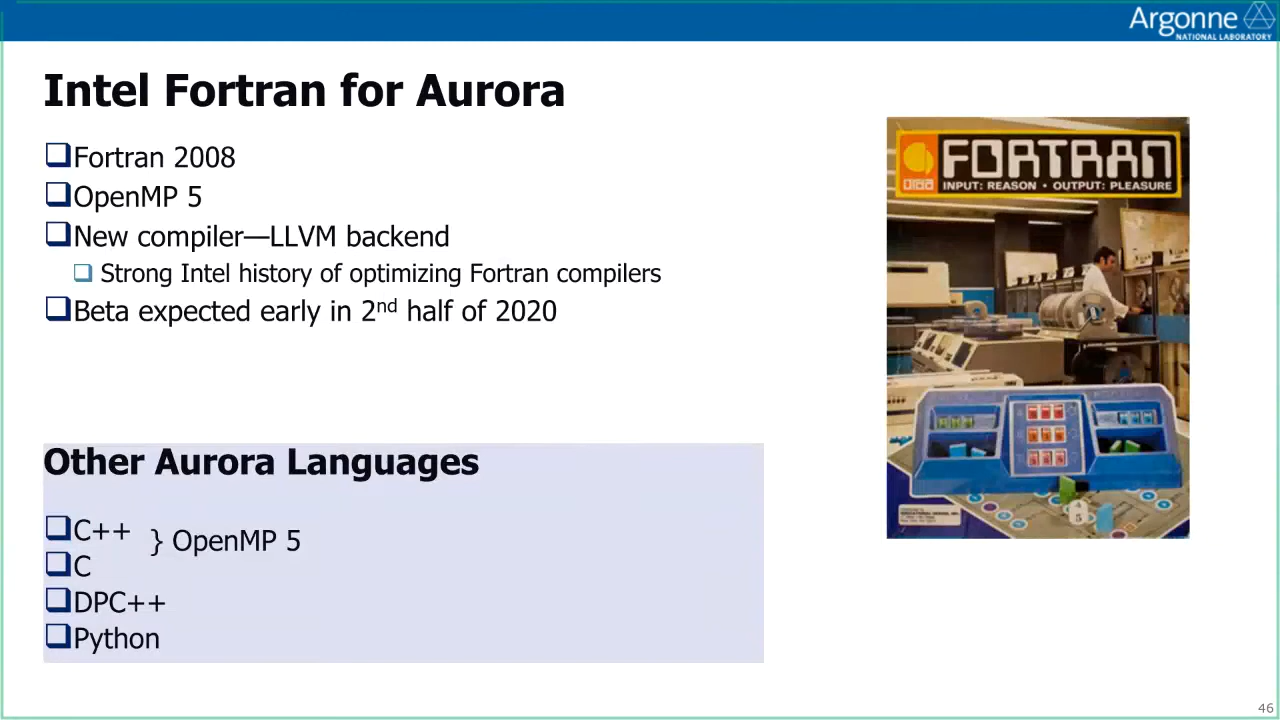 Argonne
NATIONAL LABORATORY
Intel Fortran for Aurora
❑Fortran 2008
❑OpenMP 5
❑New compiler—LLVM backend
❑ Strong Intel history of optimizing Fortran compilers
❑Beta expected early in 2nd half of 2020
FORTRAN
INPUT: REASON • OUTPUT: PLEASURE
Other Aurora Languages
❑C++
} OpenMP 5
❑C
❑DPC++
❑Python
5
46